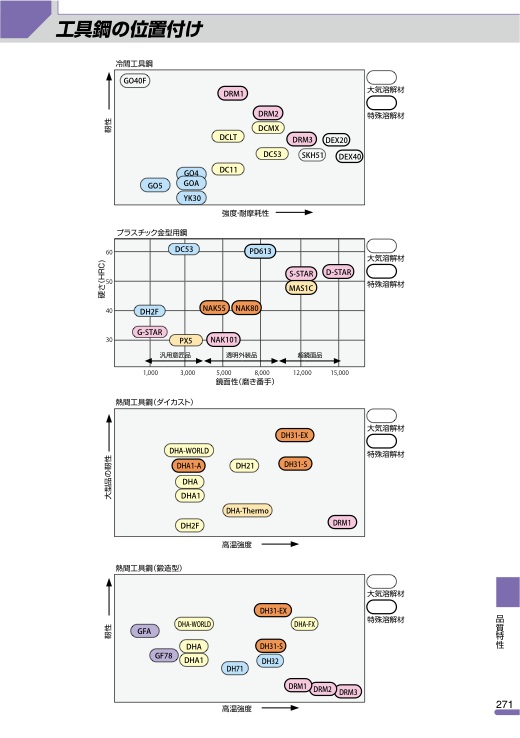 工具鋼の位置付け
冷間工具鋼
靭性
GO40F
DRM1
DRM2
DCMX
DCLT
DRM3
DEX20
DC53
SKH51
DEX40
DC11
GO4
GO5
GOA
YK30
強度・耐摩耗性
大気溶解材
特殊溶解材
プラスチック金型用鋼
硬さ(HRC)
60
50
40
30
DC53
PD613
S-STAR
D-STAR
MAS1C
DH2F
NAK55
NAK80
G-STAR
PX5
NAK101
汎用磨匠品
透明外装品
超鏡面品
1,000
3,000
5,000
8,000
12,000
15,000
鏡面性(磨き番手)
大気溶解材
特殊溶解材
熱間工具鋼(ダイカスト)
大型品の靭性
DH31-EX
DHA-WORLD
DHA1-A
DH21
DH31-S
DHA
DHA1
DHA-Thermo
DH2F
DRM1
高温強度
大気溶解材
特殊溶解材
熱間工具鋼(鍛造型)
靭性
DH31-EX
GFA
DHA-WORLD
DHA-FX
DHA
DH31-S
GF78
DHA1
DH32
DH71
DRM1
DRM2
DRM3
高温強度
大気溶解材
特殊溶解材
品質特性
271